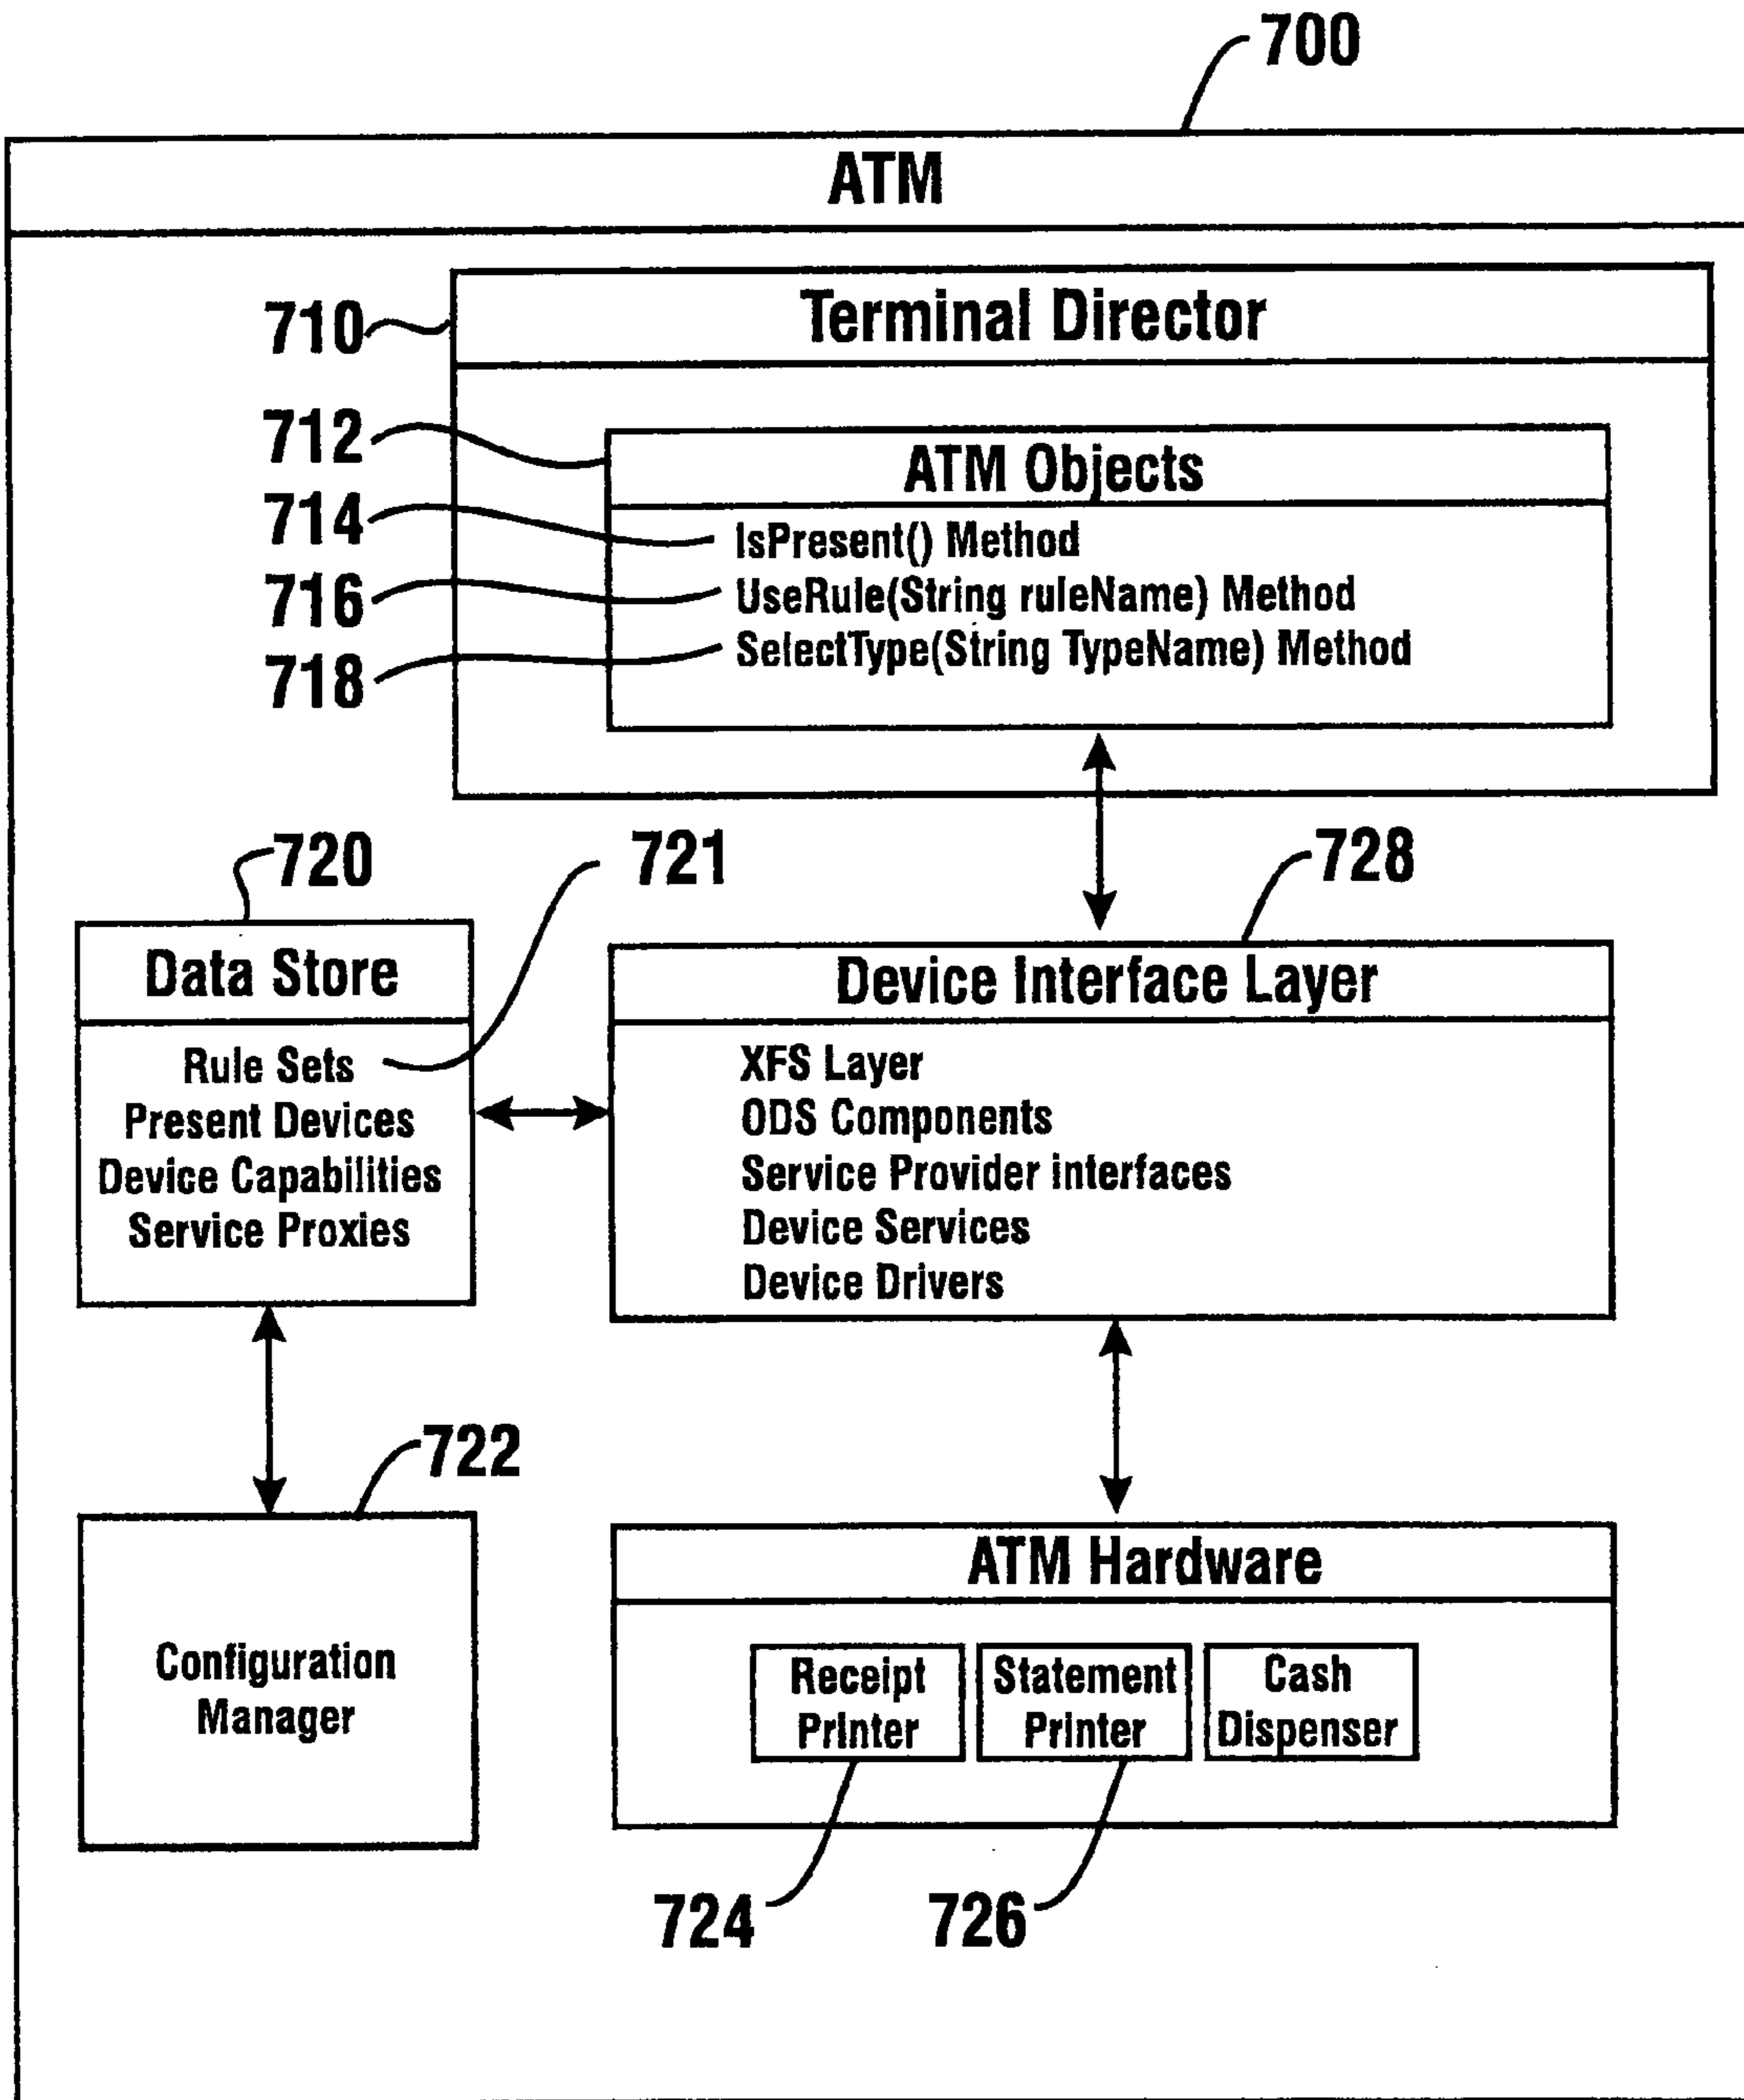 700
ATM
710
Terminal Director
712
ATM Objects
714
IsPresent() Method
716
UseRule(String ruleName) Method
718
SelectType(String TypeName) Method
720
721
728
Data Store
Rule Sets
Present Devices
Device Capabilities
Service Proxies
Device Interface Layer
XFS Layer
ODS Components
Service Provider interfaces
Device Services
Device Drivers
722
Configuration
Manager
ATM Hardware
Receipt
Printer
Statement
Printer
Cash
Dispenser
724
726